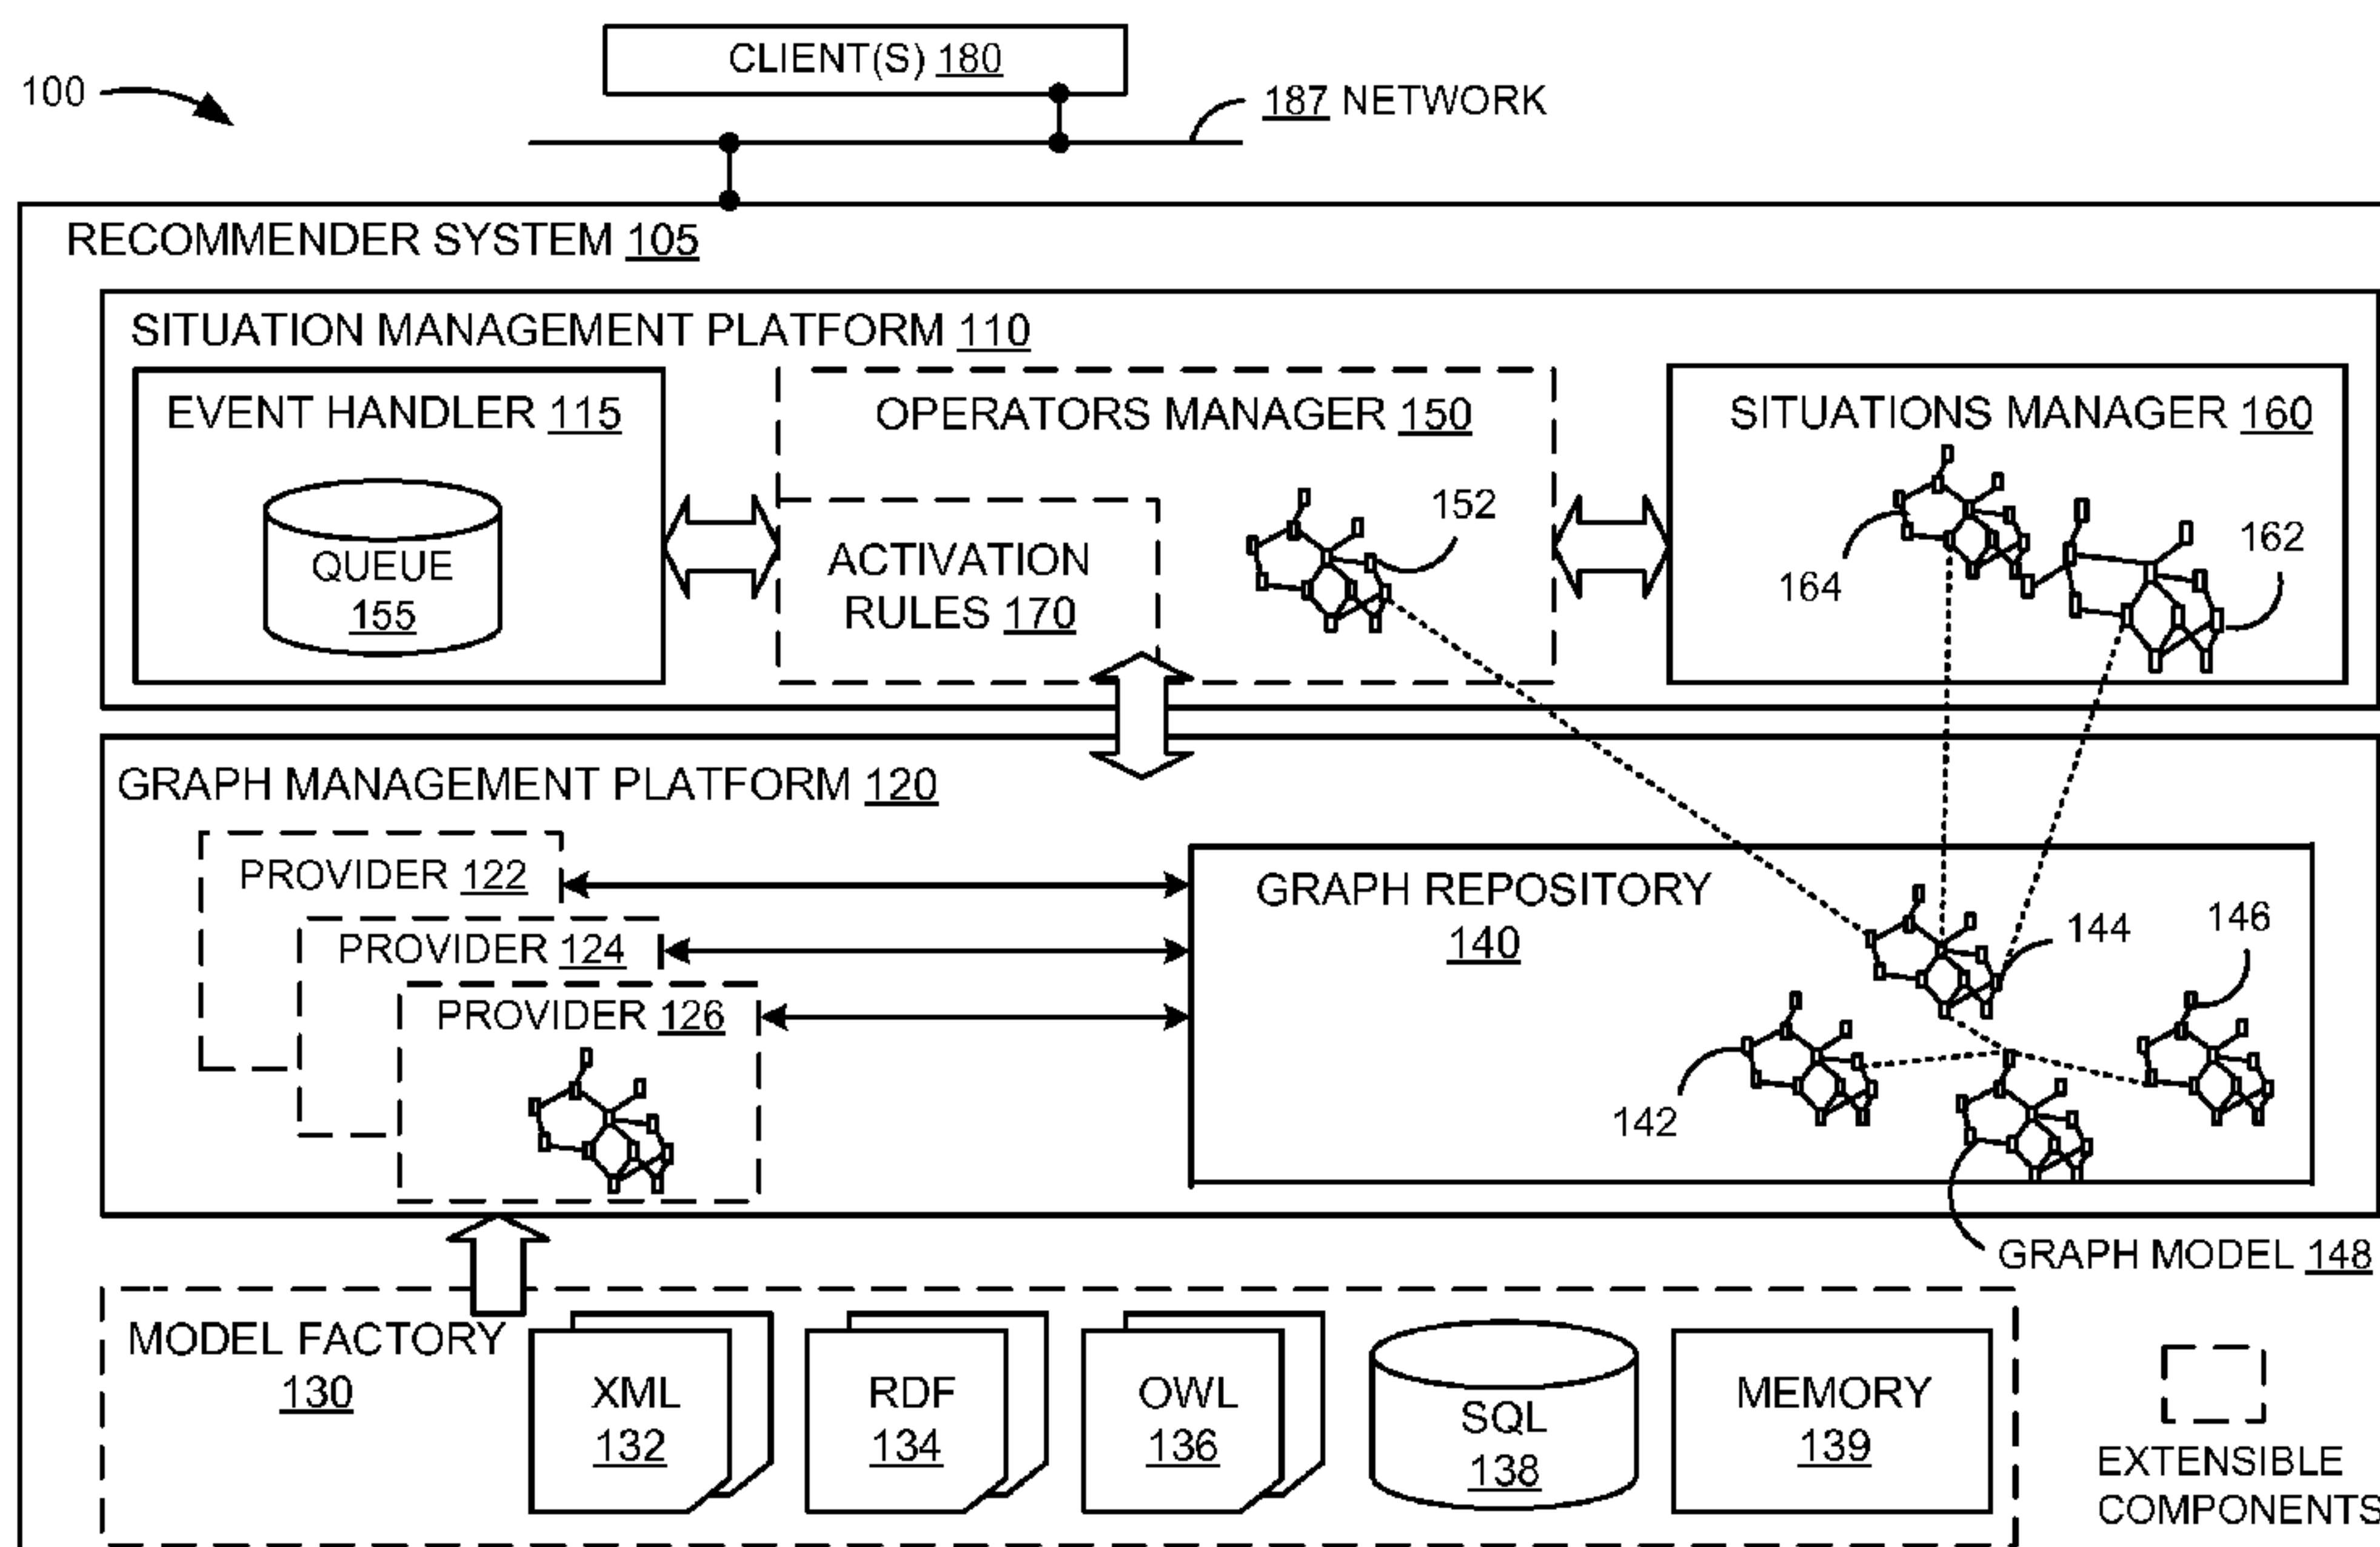 CLIENT(S) 180
100
187 NETWORK
RECOMMENDER SYSTEM 105
SITUATION MANAGEMENT PLATFORM 110
EVENT HANDLER 115
QUEUE
155
OPERATORS MANAGER 150
ACTIVATION
RULES 170
152
SITUATIONS MANAGER 160
164
162
GRAPH MANAGEMENT PLATFORM 120
PROVIDER 122
PROVIDER 124
PROVIDER 126
GRAPH REPOSITORY
140
144
146
142
GRAPH MODEL 148
MODEL FACTORY
130
XML
132
RDF
134
OWL
136
SQL
138
MEMORY
139
EXTENSIBLE
COMPONENTS